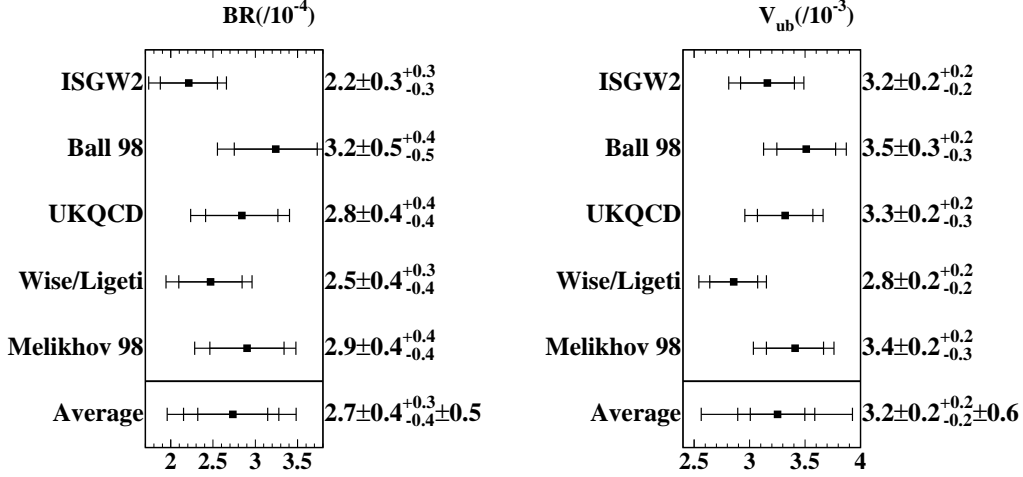 BR(/10^-4)
ISGW2 2.2±0.3 +0.3 -0.3
Ball 98 3.2±0.5 +0.4 -0.5
UKQCD 2.8±0.4 +0.4 -0.4
Wise/Ligeti 2.5±0.4 +0.3 -0.4
Melikhov 98 2.9±0.4 +0.4 -0.4
Average 2.7±0.4 +0.3 -0.4 ±0.5
2 2.5 3 3.5
V_ub(/10^-3)
ISGW2 3.2±0.2 +0.2 -0.2
Ball 98 3.5±0.3 +0.2 -0.3
UKQCD 3.3±0.2 +0.2 -0.3
Wise/Ligeti 2.8±0.2 +0.2 -0.2
Melikhov 98 3.4±0.2 +0.2 -0.3
Average 3.2±0.2 +0.2 -0.2 ±0.6
2.5 3 3.5 4